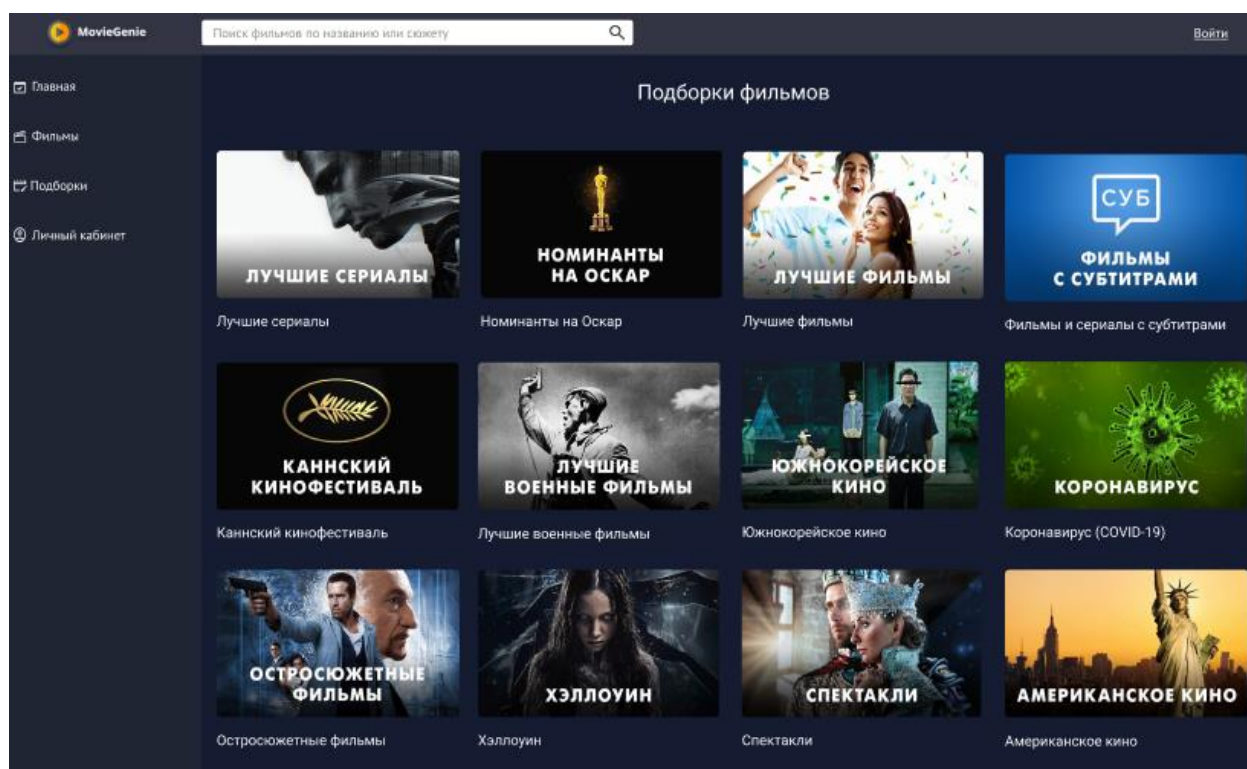 MovieGenie
Поиск фильмов по названию или сюжету
Войти
Главная
Фильмы
Подборки
Личный кабинет
Подборки фильмов
ЛУЧШИЕ СЕРИАЛЫ
Лучшие сериалы
НОМИНАНТЫ
НА ОСКАР
Номинанты на Оскар
ЛУЧШИЕ ФИЛЬМЫ
Лучшие фильмы
СУБ
ФИЛЬМЫ
С СУБТИТРАМИ
Фильмы и сериалы с субтитрами
КАННСКИЙ
КИНОФЕСТИВАЛЬ
Каннский кинофестиваль
ЛУЧШИЕ
ВОЕННЫЕ ФИЛЬМЫ
Лучшие военные фильмы
ЮЖНОКОРЕЙСКОЕ
КИНО
Южнокорейское кино
КОРОНАВИРУС
Коронавирус (COVID-19)
ОСТРОСЮЖЕТНЫЕ
ФИЛЬМЫ
Остросюжетные фильмы
ХЭЛЛОУИН
Хэллоуин
СПЕКТАКЛИ
Спектакли
АМЕРИКАНСКОЕ КИНО
Американское кино